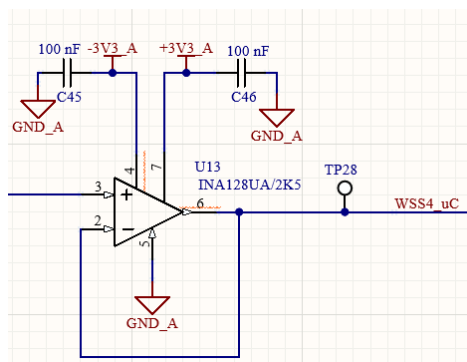 100 nF
-3V3_A
+3V3_A
100 nF
C45
C46
GND_A
GND_A
4
7
U13
INA128UA/2K5
TP28
3
+
6
WSS4_uC
2
-
5
GND_A